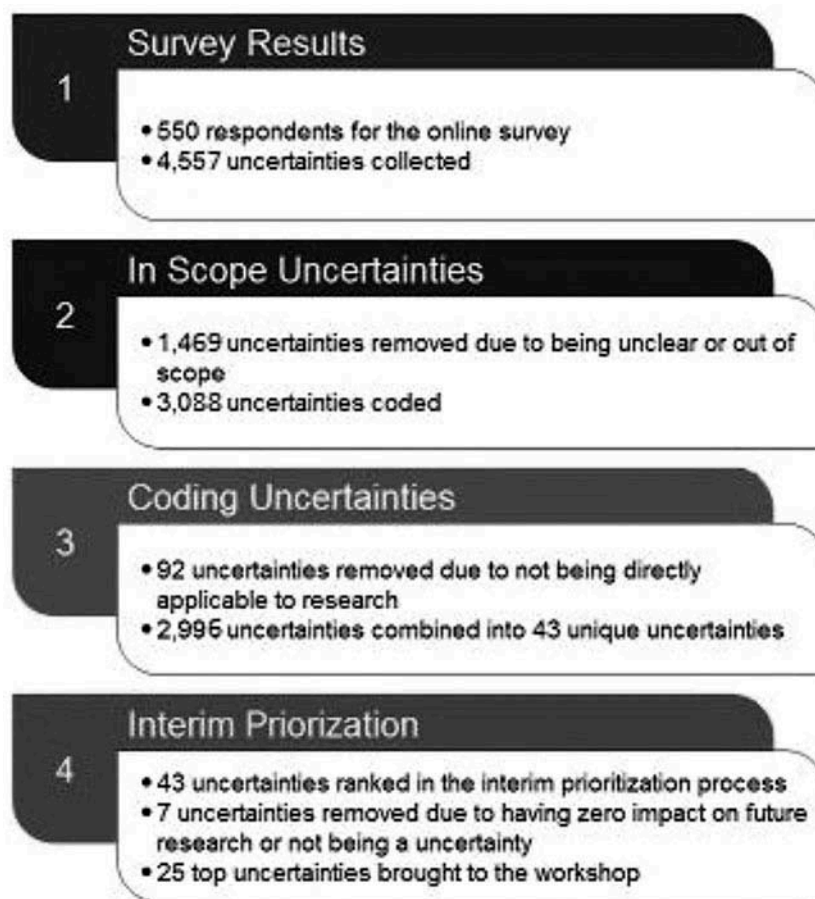 1
Survey Results
• 550 respondents for the online survey
• 4,557 uncertainties collected
2
In Scope Uncertainties
• 1,469 uncertainties removed due to being unclear or out of
scope
• 3,088 uncertainties coded
3
Coding Uncertainties
• 92 uncertainties removed due to not being directly
applicable to research
• 2,996 uncertainties combined into 43 unique uncertainties
4
Interim Priorization
• 43 uncertainties ranked in the interim prioritization process
• 7 uncertainties removed due to having zero impact on future
research or not being a uncertainty
• 25 top uncertainties brought to the workshop